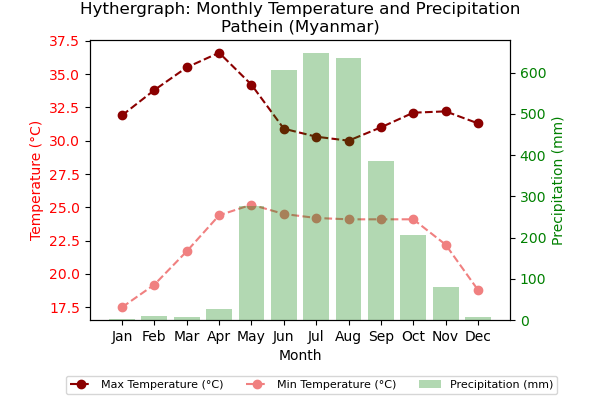 Hythergraph: Monthly Temperature and Precipitation
Pathein (Myanmar)
37.5
35.0
32.5
30.0
27.5
25.0
22.5
20.0
17.5
Temperature (°C)
600
500
400
300
200
100
0
Precipitation (mm)
Jan Feb Mar Apr May Jun Jul Aug Sep Oct Nov Dec
Month
Max Temperature (°C) Min Temperature (°C) Precipitation (mm)